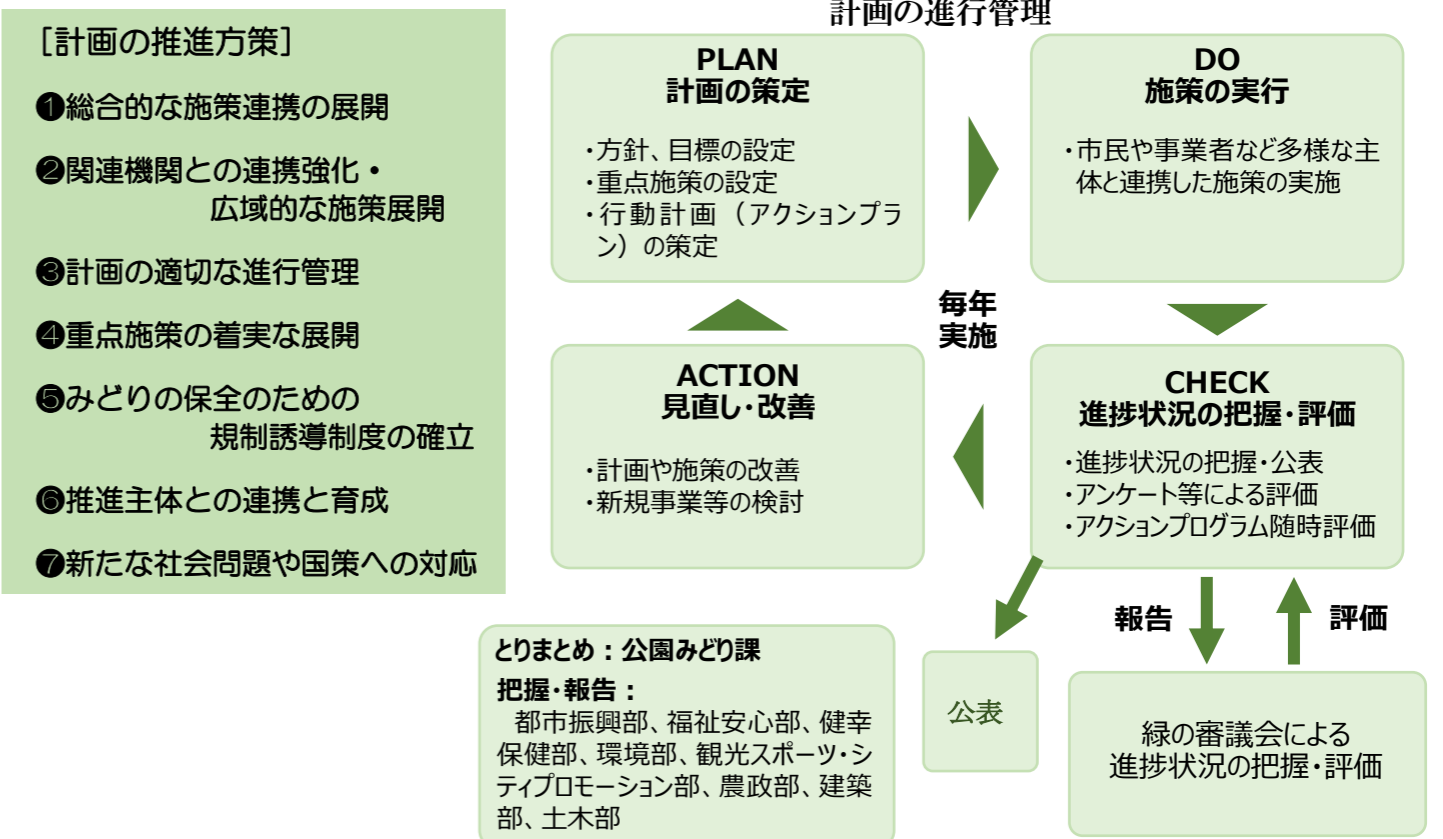 [計画の推進方策]
❶総合的な施策連携の展開
❷関連機関との連携強化・
広域的な施策展開
❸計画の適切な進行管理
❹重点施策の着実な展開
❺みどりの保全のための
規制誘導制度の確立
❻推進主体との連携と育成
❼新たな社会問題や国策への対応
計画の進行管理
PLAN
計画の策定
・方針、目標の設定
・重点施策の設定
・行動計画（アクションプラ
ン）の策定
DO
施策の実行
・市民や事業者など多様な主
体と連携した施策の実施
毎年
実施
ACTION
見直し・改善
・計画や施策の改善
・新規事業等の検討
CHECK
進捗状況の把握・評価
・進捗状況の把握・公表
・アンケート等による評価
・アクションプログラム随時評価
報告
評価
とりまとめ：公園みどり課
把握・報告：
都市振興部、福祉安心部、健幸
保健部、環境部、観光スポーツ・シ
ティプロモーション部、農政部、建築
部、土木部
公表
緑の審議会による
進捗状況の把握・評価